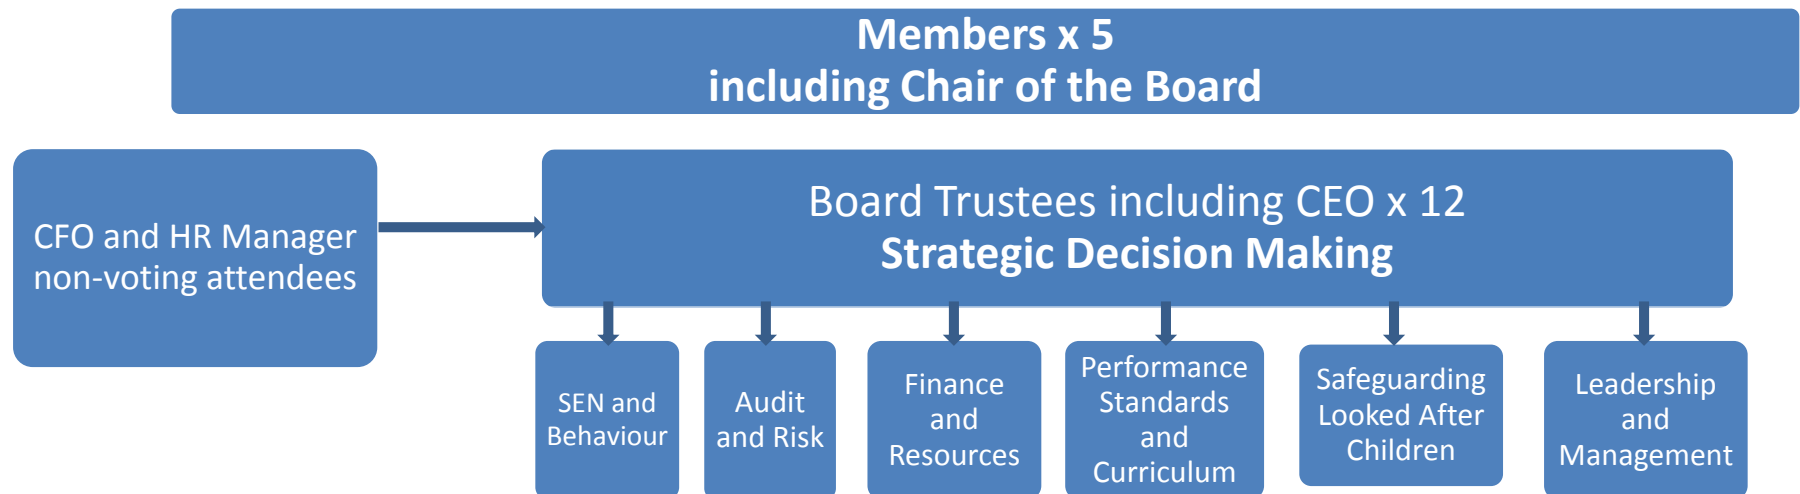 Members x 5
including Chair of the Board
CFO and HR Manager
non-voting attendees
Board Trustees including CEO x 12
Strategic Decision Making
SEN and
Behaviour
Audit
and Risk
Finance
and
Resources
Performance
Standards
and
Curriculum
Safeguarding
Looked After
Children
Leadership
and
Management